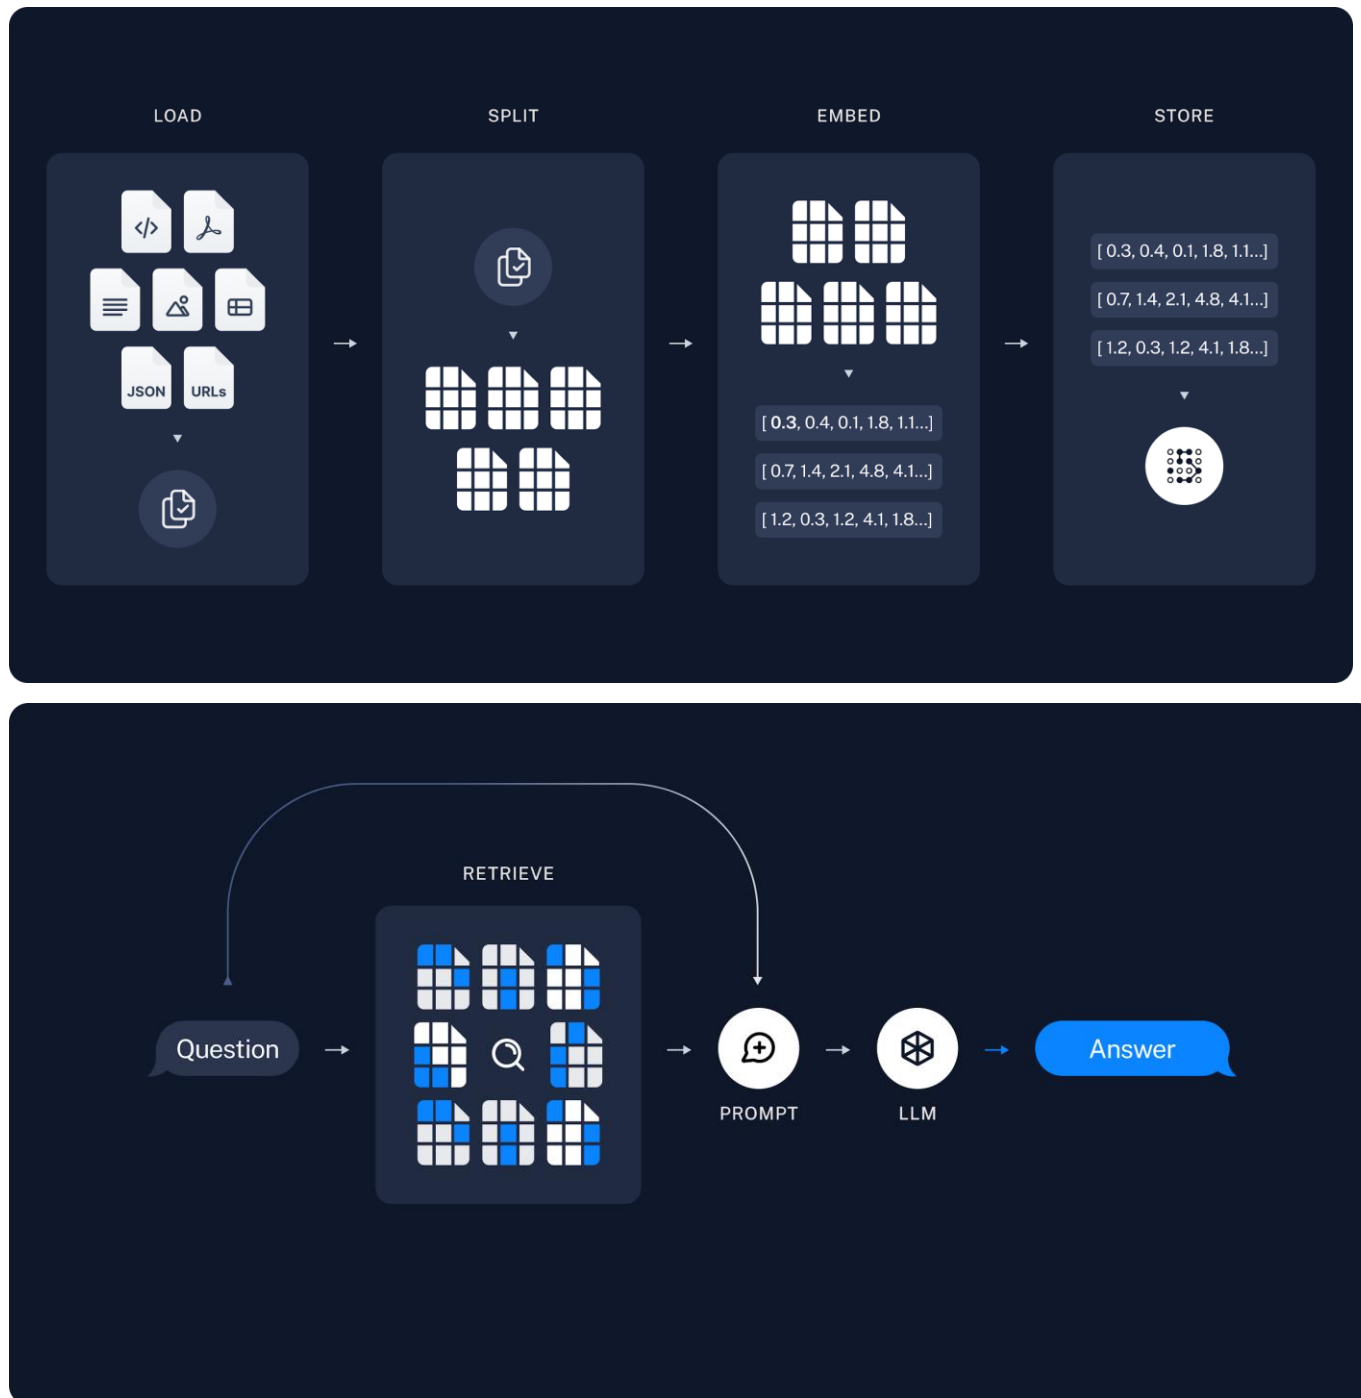 LOAD
SPLIT
EMBED
STORE
</>
JSON
URLs
[ 0.3, 0.4, 0.1, 1.8, 1.1...]
[ 0.7, 1.4, 2.1, 4.8, 4.1...]
[ 1.2, 0.3, 1.2, 4.1, 1.8...]
[ 0.3, 0.4, 0.1, 1.8, 1.1...]
[ 0.7, 1.4, 2.1, 4.8, 4.1...]
[ 1.2, 0.3, 1.2, 4.1, 1.8...]
RETRIEVE
Question
PROMPT
LLM
Answer